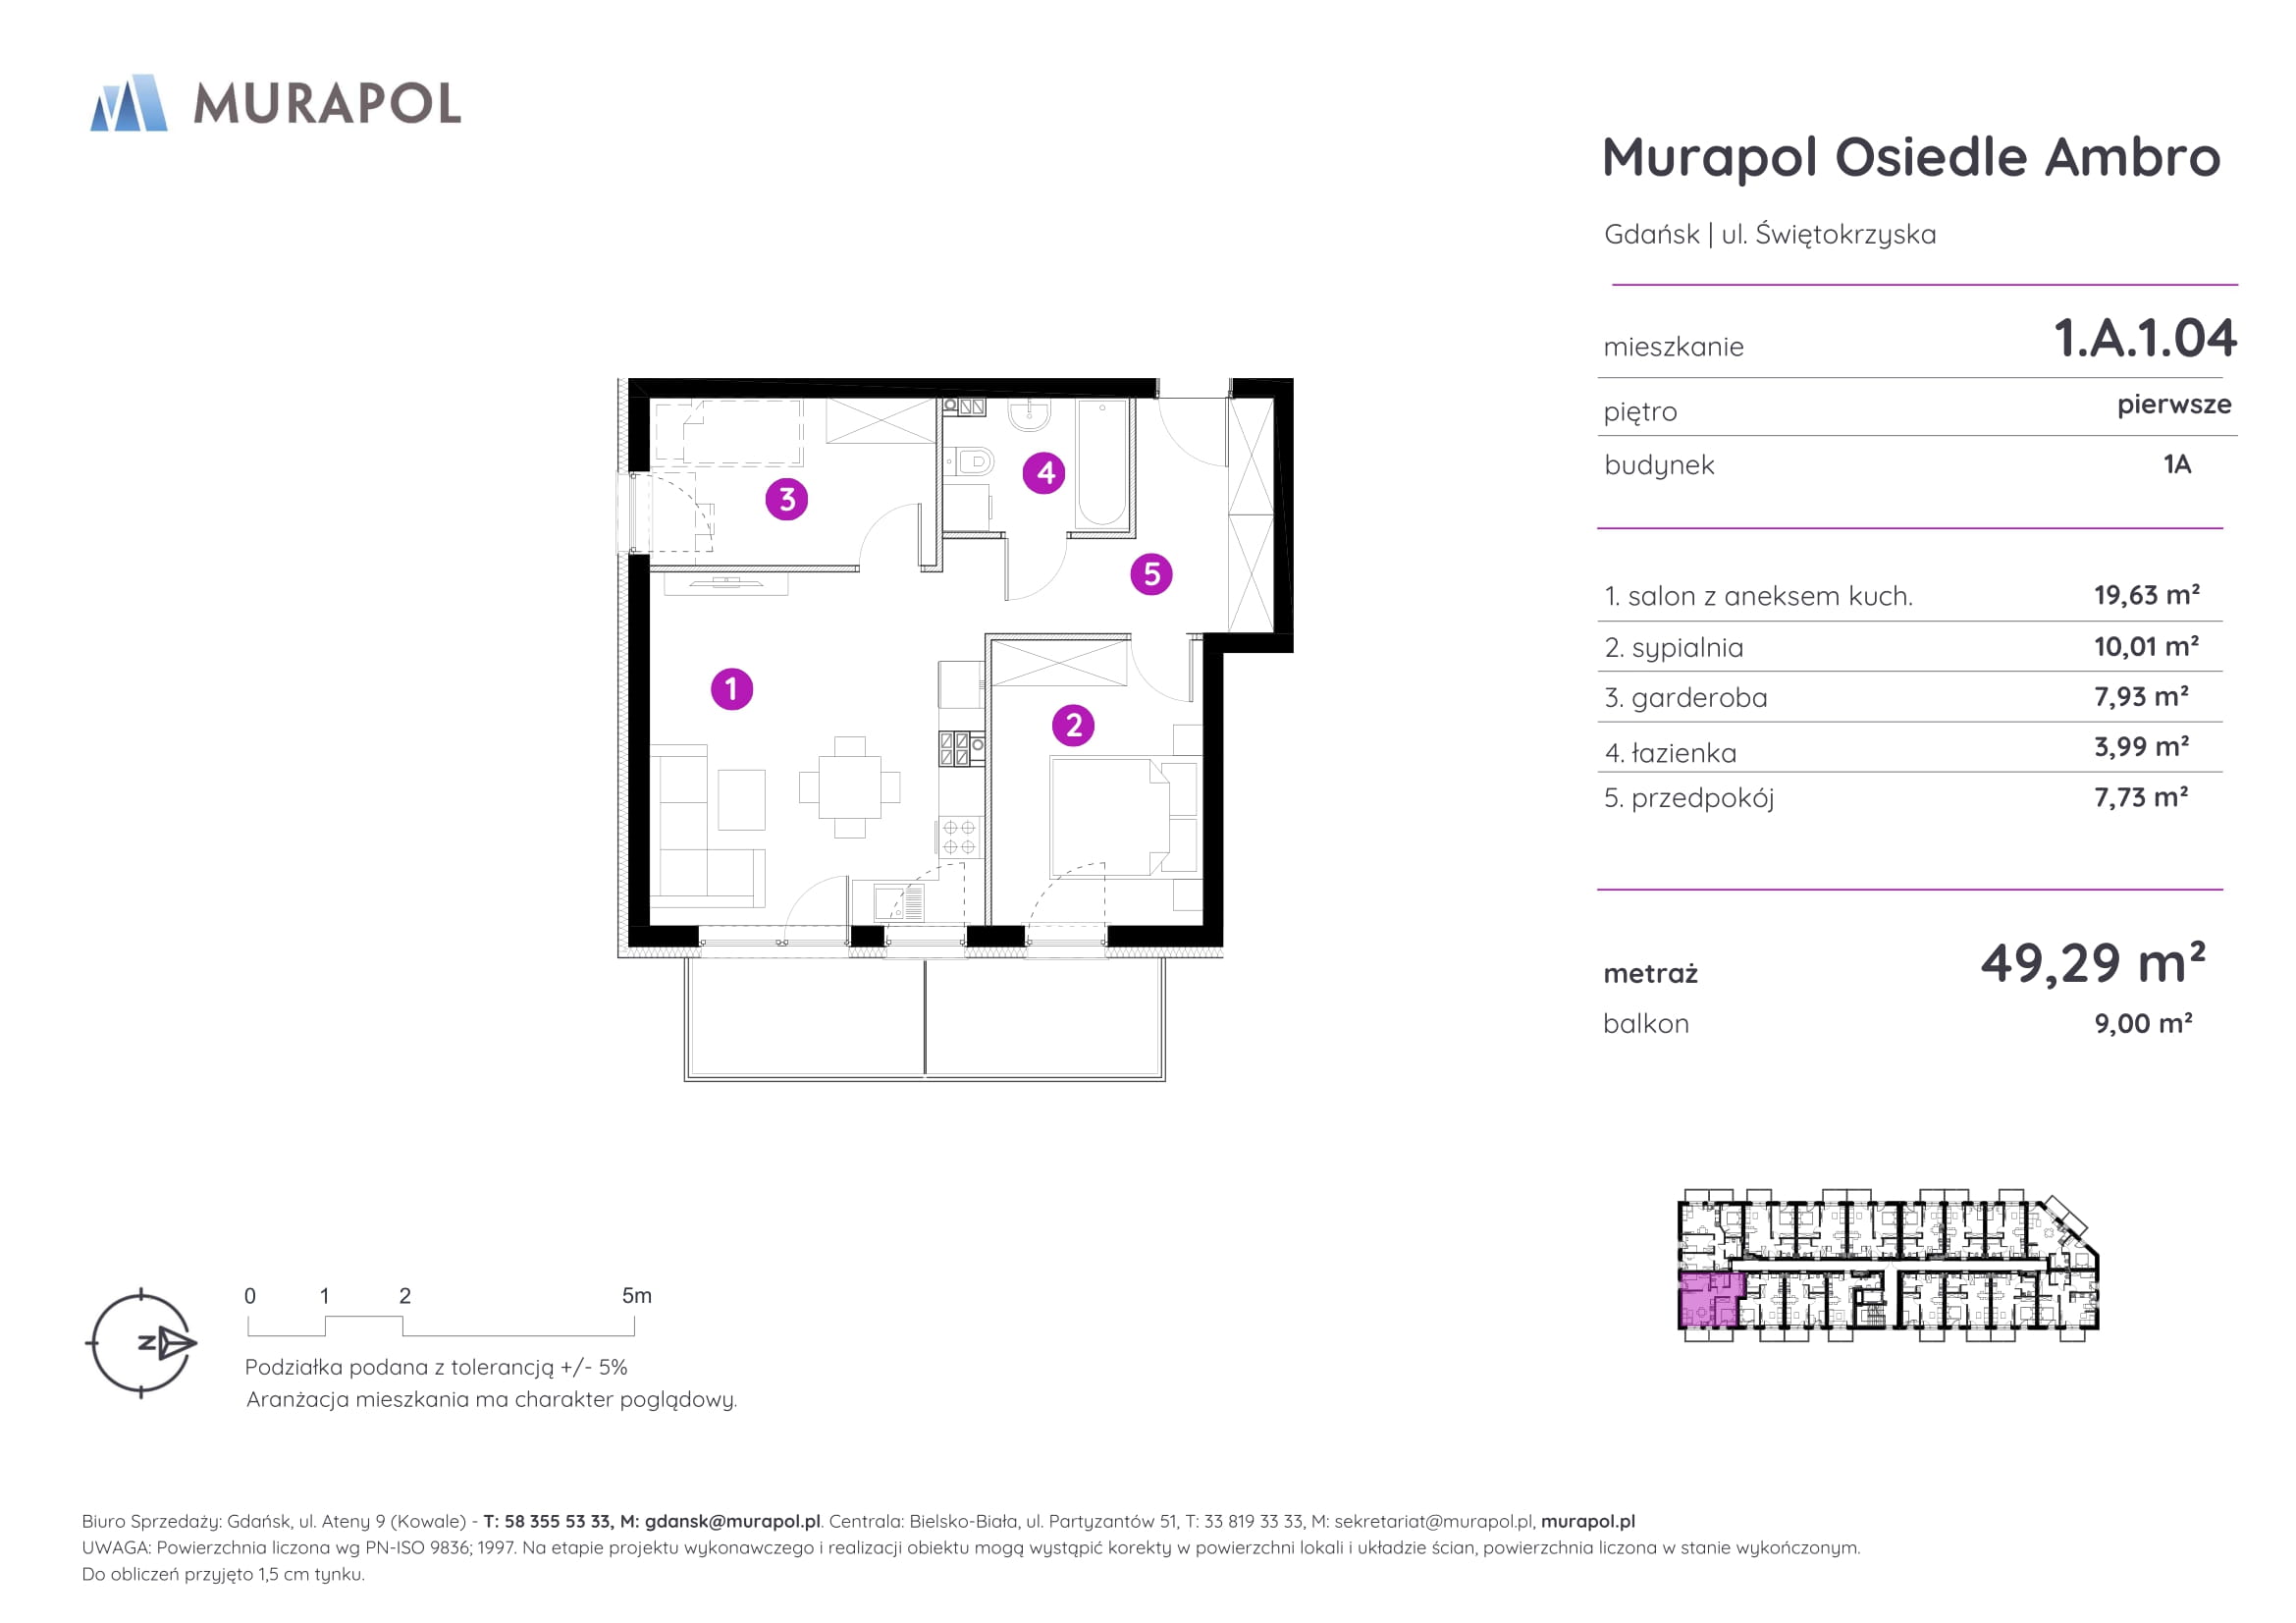 MURAPOL
Murapol Osiedle Ambro
Gdańsk | ul. Świętokrzyska
mieszkanie 1.A.1.04
piętro pierwsze
budynek 1A
1. salon z aneksem kuch. 19,63 m²
2. sypialnia 10,01 m²
3. garderoba 7,93 m²
4. łazienka 3,99 m²
5. przedpokój 7,73 m²
metraż 49,29 m²
balkon 9,00 m²
3
4
5
1
2
N
0 1 2 5m
Podziałka podana z tolerancją +/- 5%
Aranżacja mieszkania ma charakter poglądowy.
Biuro Sprzedaży: Gdańsk, ul. Ateny 9 (Kowale) - T: 58 355 53 33, M: gdansk@murapol.pl. Centrala: Bielsko-Biała, ul. Partyzantów 51, T: 33 819 33 33, M: sekretariat@murapol.pl, murapol.pl
UWAGA: Powierzchnia liczona wg PN-ISO 9836; 1997. Na etapie projektu wykonawczego i realizacji obiektu mogą wystąpić korekty w powierzchni lokali i układzie ścian, powierzchnia liczona w stanie wykończonym.
Do obliczeń przyjęto 1,5 cm tynku.